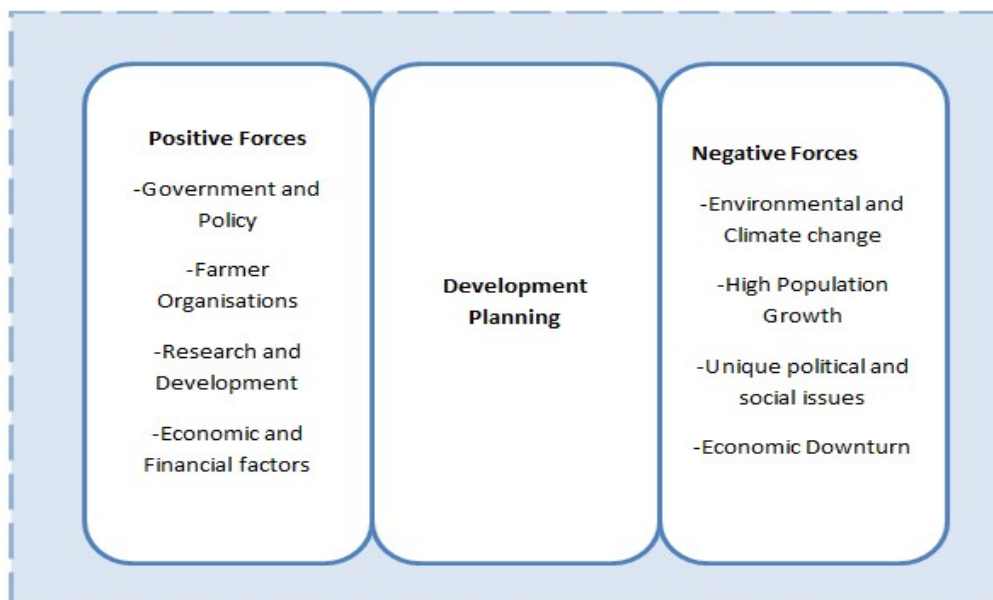 Positive Forces
-Government and
Policy
-Farmer
Organisations
-Research and
Development
-Economic and
Financial factors
Development
Planning
Negative Forces
-Environmental and
Climate change
-High Population
Growth
-Unique political and
social issues
-Economic Downturn